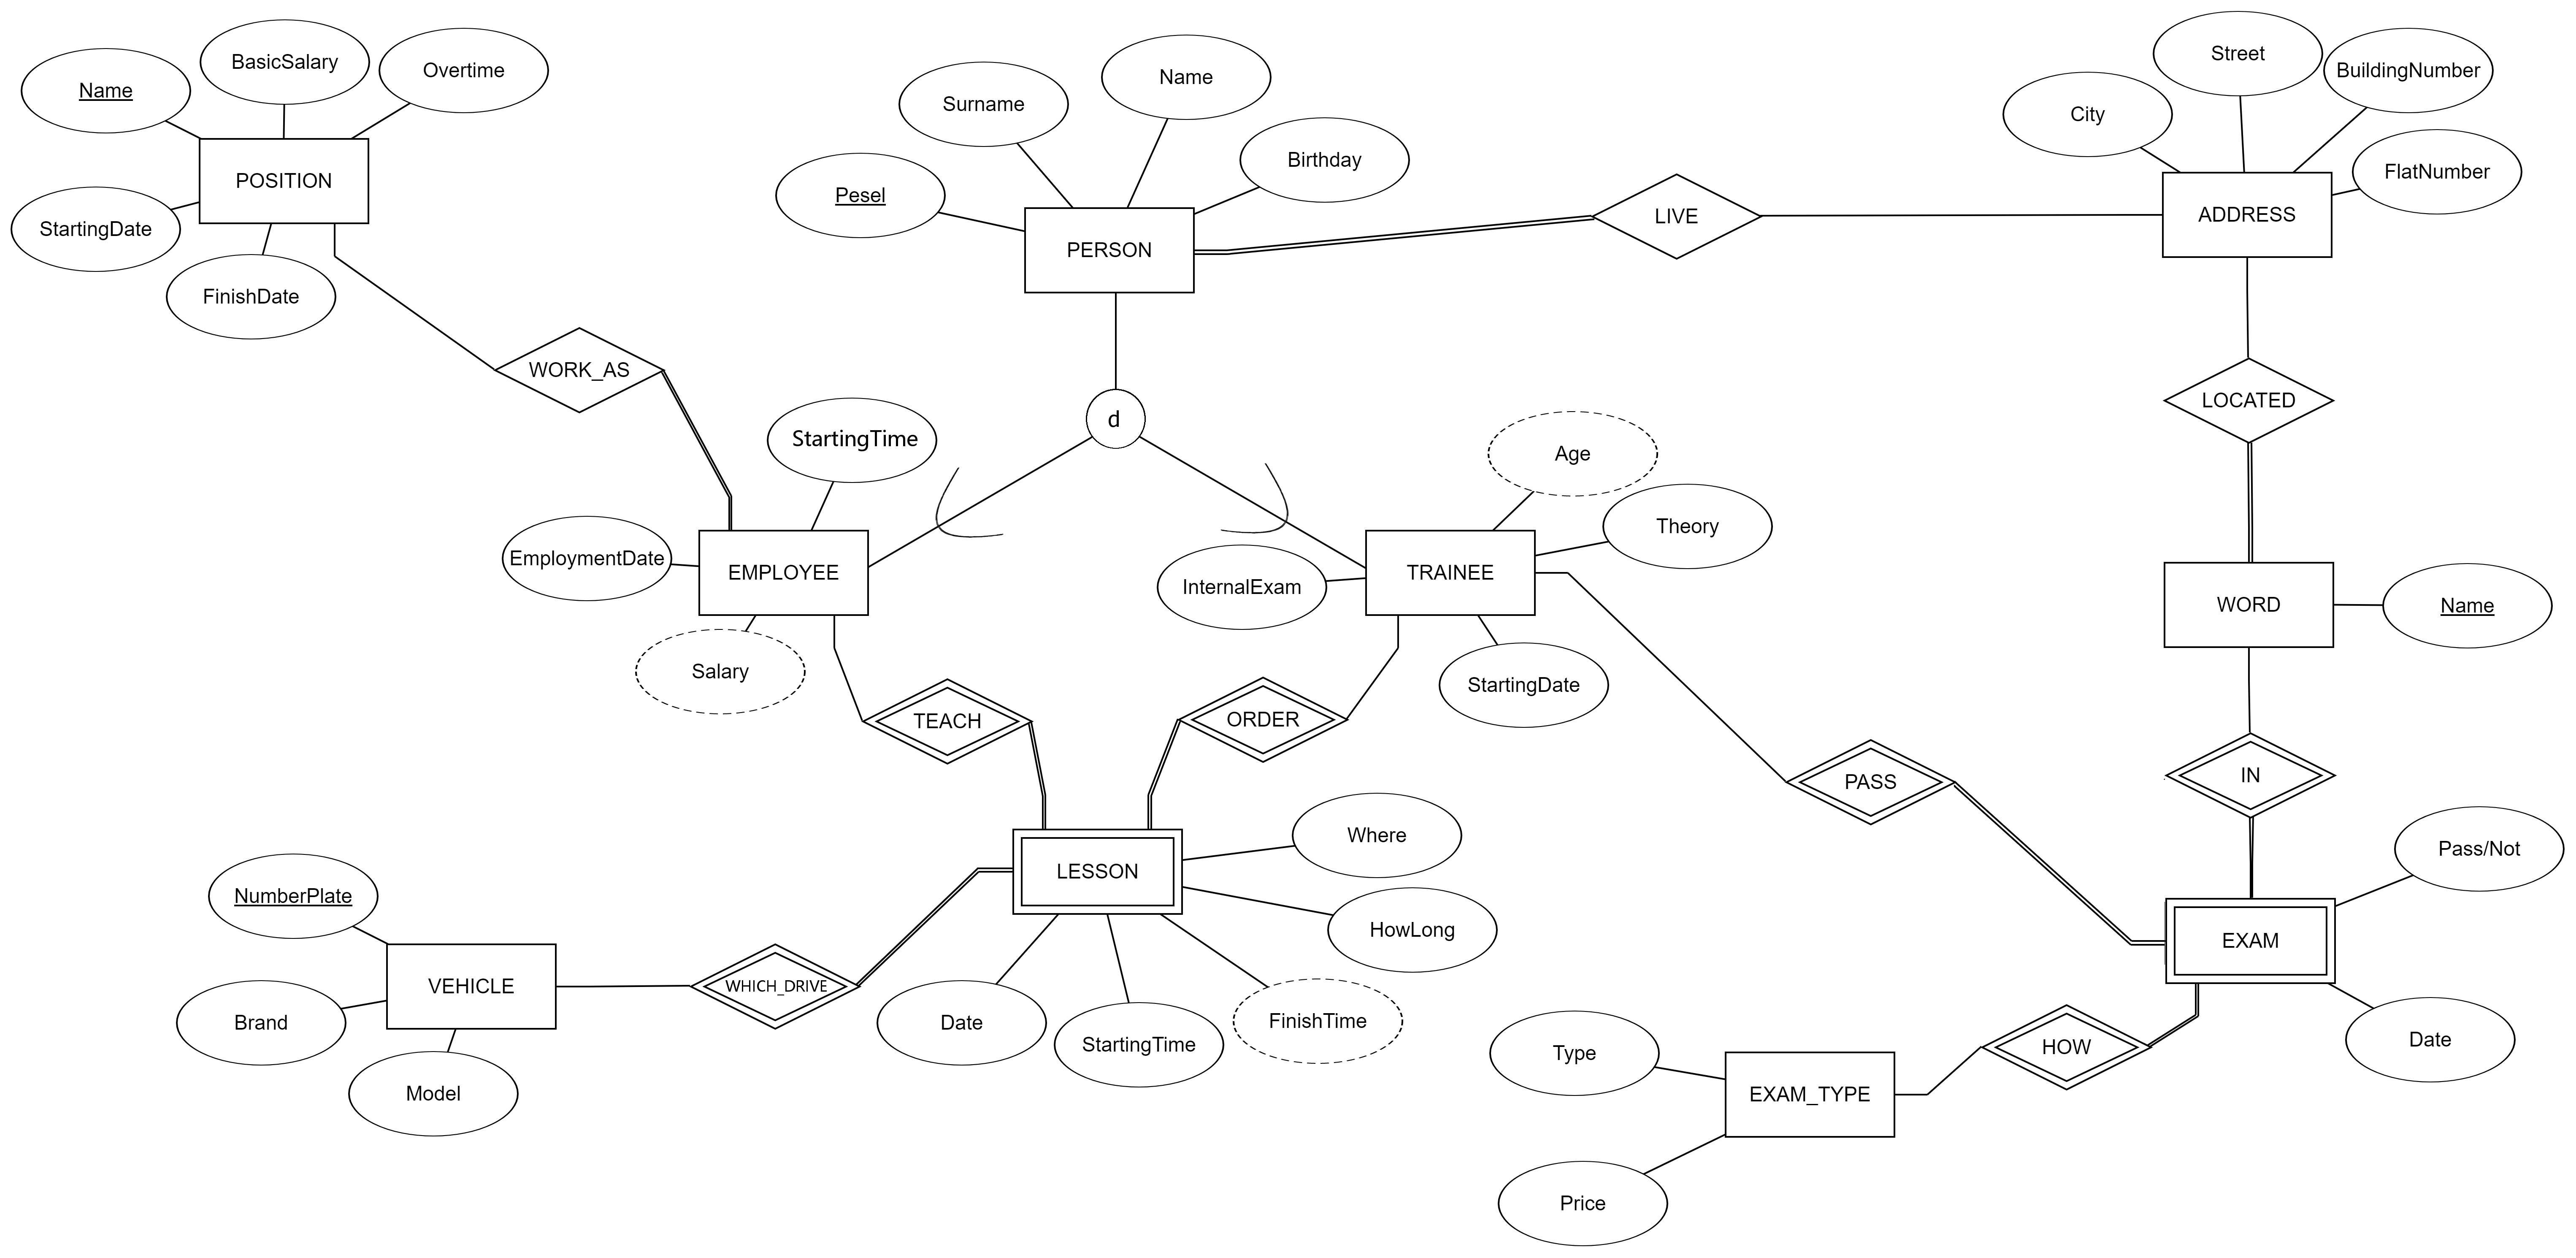 Name
BasicSalary
Overtime
POSITION
StartingDate
FinishDate
Surname
Name
Birthday
Pesel
PERSON
LIVE
City
Street
BuildingNumber
FlatNumber
ADDRESS
WORK_AS
d
LOCATED
StartingTime
EmploymentDate
EMPLOYEE
Salary
Age
Theory
InternalExam
TRAINEE
StartingDate
WORD
Name
TEACH
ORDER
PASS
IN
Where
LESSON
HowLong
Date
StartingTime
FinishTime
NumberPlate
VEHICLE
Brand
Model
WHICH_DRIVE
Pass/Not
EXAM
Date
HOW
Type
EXAM_TYPE
Price